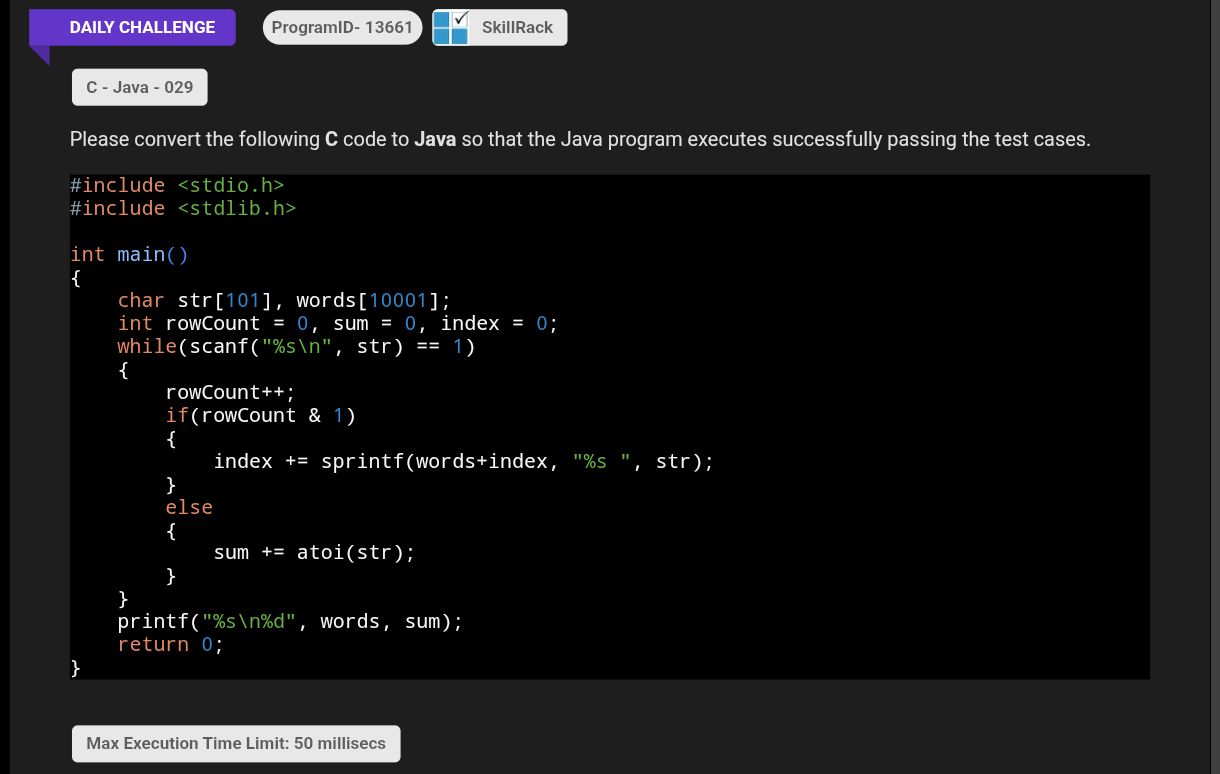 DAILY CHALLENGE ProgramID- 13661 SkillRack
C - Java - 029
Please convert the following C code to Java so that the Java program executes successfully passing the test cases.
#include <stdio.h>
#include <stdlib.h>

int main()
{
    char str[101], words[10001];
    int rowCount = 0, sum = 0, index = 0;
    while(scanf("%s\n", str) == 1)
    {
        rowCount++;
        if(rowCount & 1)
        {
            index += sprintf(words+index, "%s ", str);
        }
        else
        {
            sum += atoi(str);
        }
    }
    printf("%s\n%d", words, sum);
    return 0;
}
Max Execution Time Limit: 50 millisecs